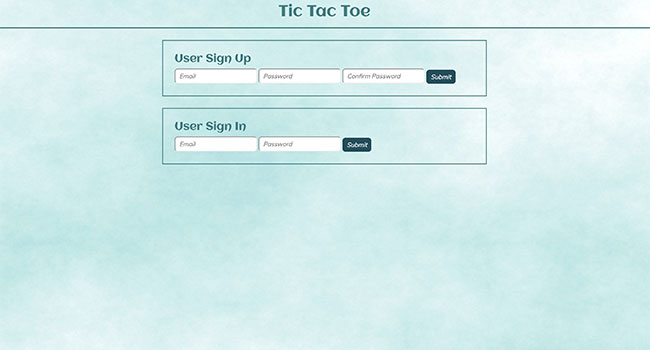 Tic Tac Toe
User Sign Up
Email Password Confirm Password Submit
User Sign In
Email Password Submit